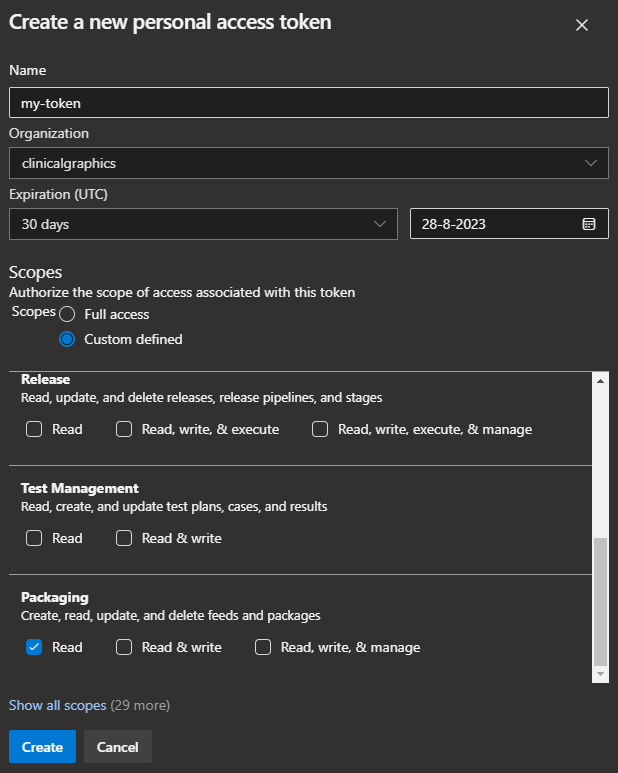 Create a new personal access token
Name
my-token
Organization
clinicalgraphics
Expiration (UTC)
30 days 28-8-2023
Scopes
Authorize the scope of access associated with this token
Scopes Full access
Custom defined
Release
Read, update, and delete releases, release pipelines, and stages
Read Read, write, & execute Read, write, execute, & manage
Test Management
Read, create, and update test plans, cases, and results
Read Read & write
Packaging
Create, read, update, and delete feeds and packages
Read Read & write Read, write, & manage
Show all scopes (29 more)
Create Cancel